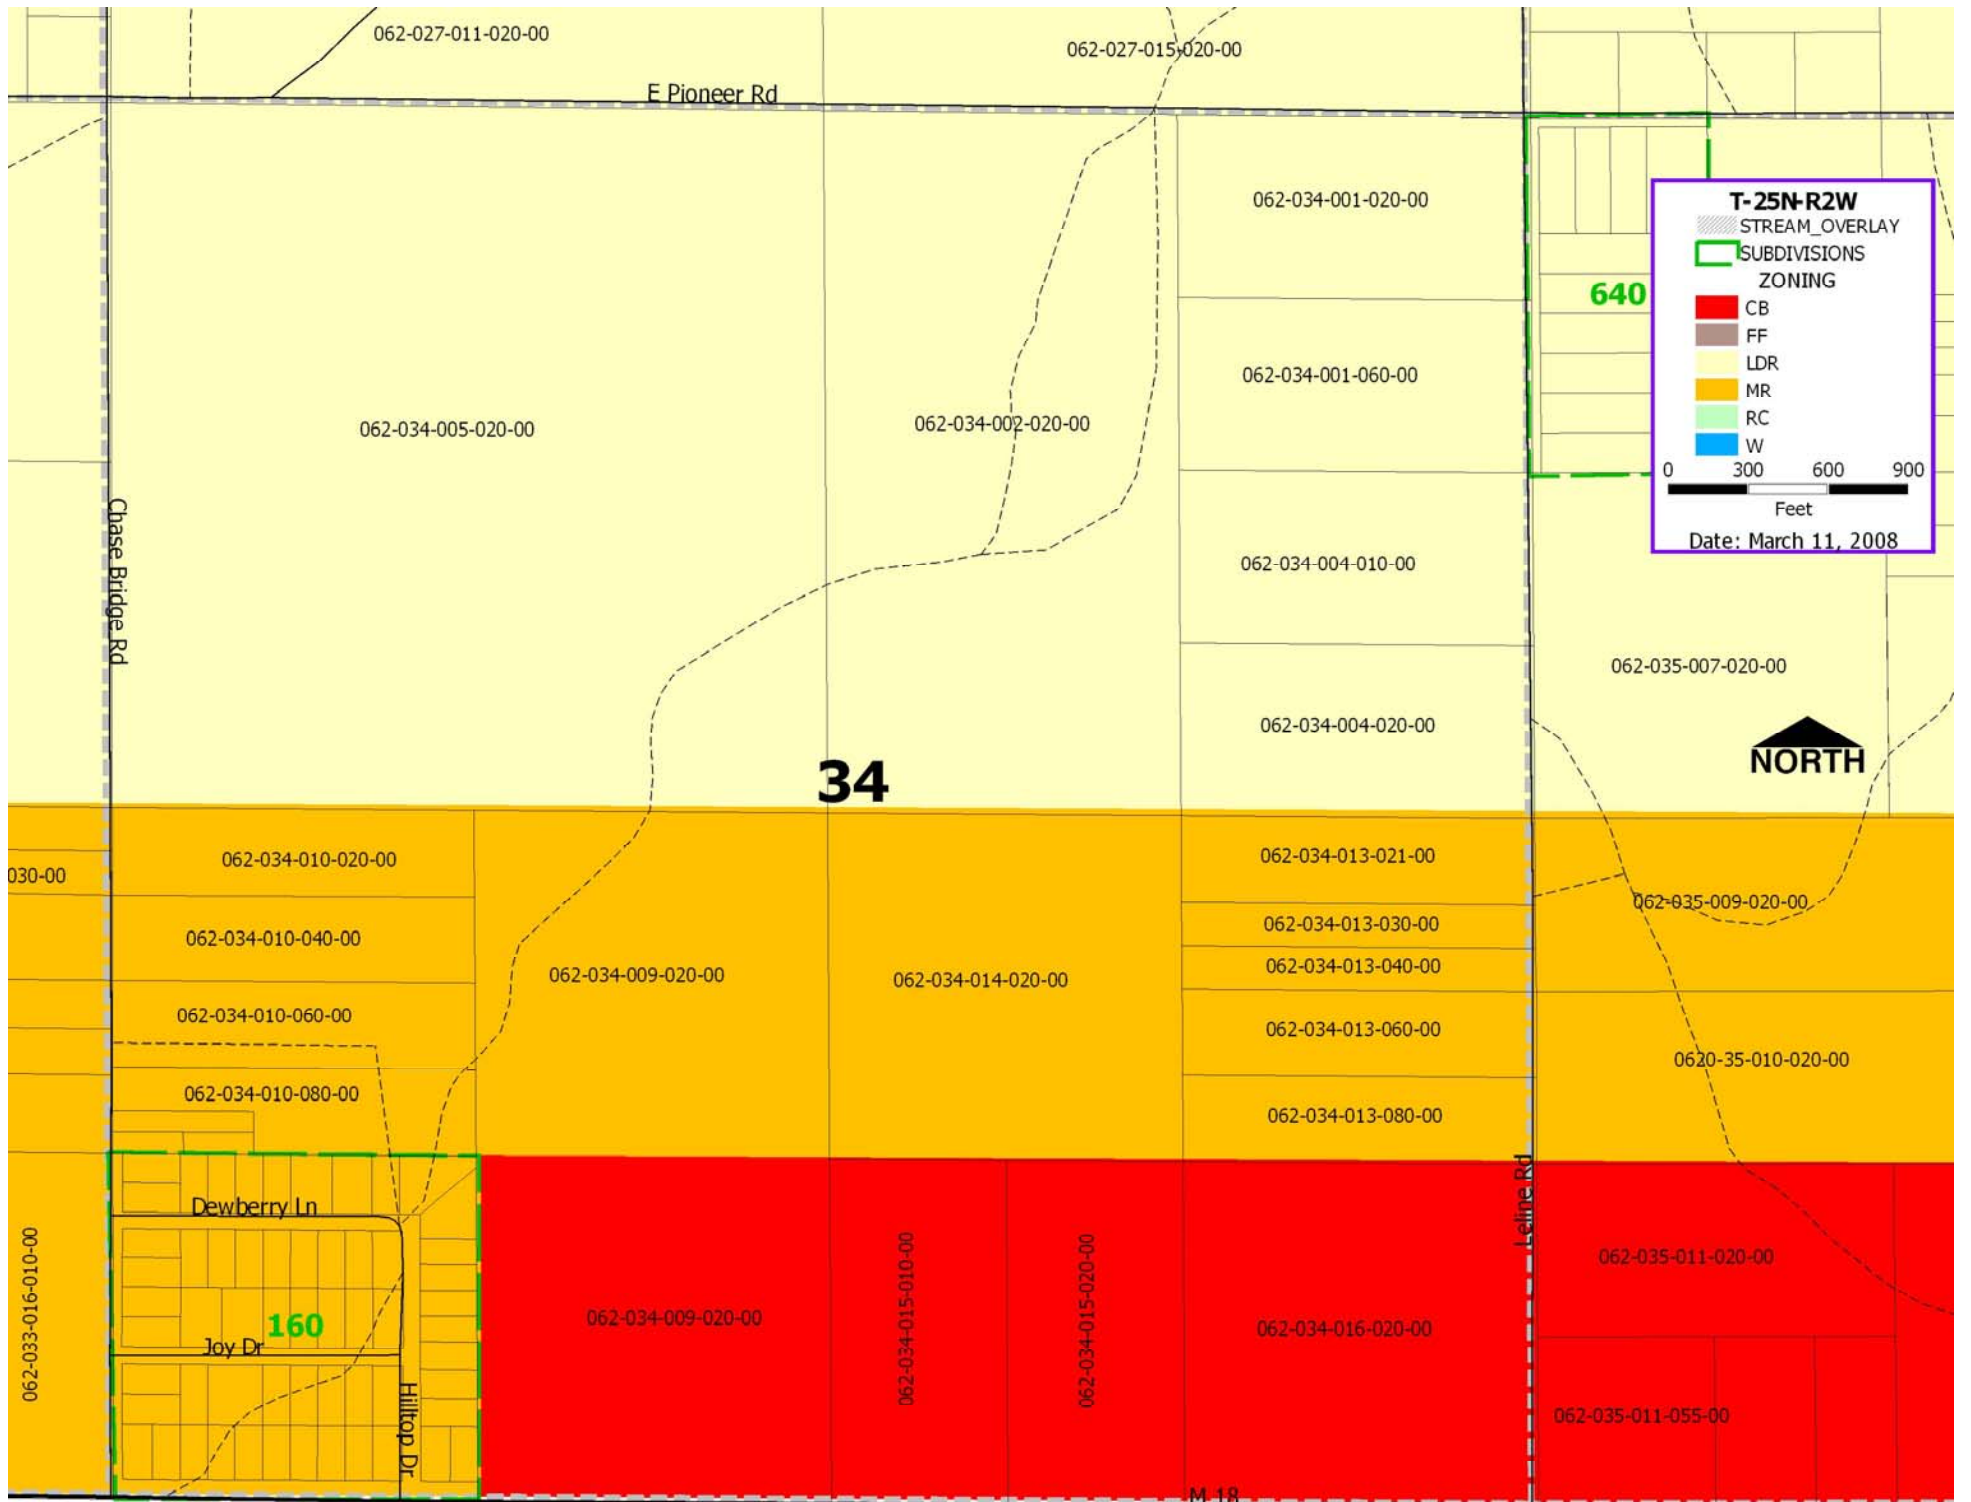 062-027-011-020-00
062-027-015-020-00
E Pioneer Rd
062-034-001-020-00
T-25N-R2W
STREAM_OVERLAY
SUBDIVISIONS
ZONING
640
CB
FF
LDR
MR
RC
W
0 300 600 900
Feet
Date: March 11, 2008
062-034-001-060-00
062-034-005-020-00
062-034-002-020-00
Chase Bridge Rd
062-034-004-010-00
062-035-007-020-00
062-034-004-020-00
NORTH
34
062-034-010-020-00
062-034-013-021-00
030-00
062-035-009-020-00
062-034-013-030-00
062-034-010-040-00
062-034-013-040-00
062-034-009-020-00
062-034-014-020-00
062-034-010-060-00
062-034-013-060-00
0620-35-010-020-00
062-034-010-080-00
062-034-013-080-00
Leline Rd
Dewberry Ln
062-033-016-010-00
062-034-015-010-00
062-034-015-020-00
062-035-011-020-00
160
062-034-009-020-00
062-034-016-020-00
Joy Dr
Hilltop Dr
062-035-011-055-00
M 18